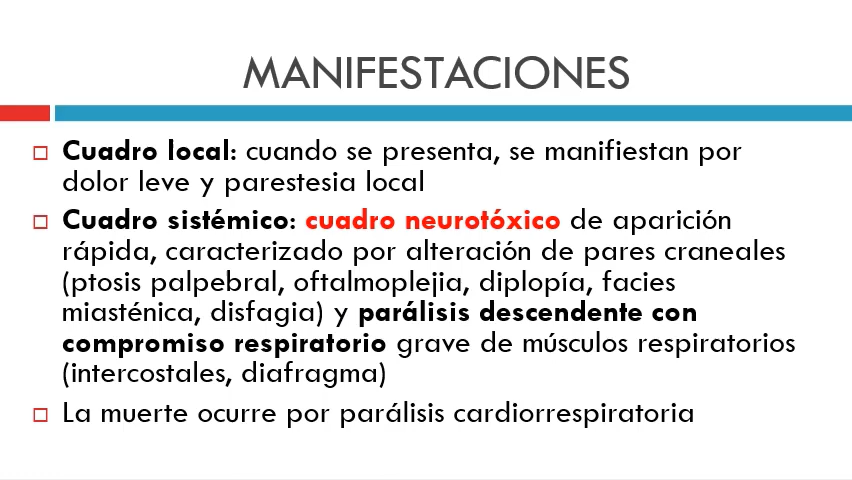 MANIFESTACIONES
Cuadro local: cuando se presenta, se manifiestan por
dolor leve y parestesia local
Cuadro sistémico: cuadro neurotóxico de aparición
rápida, caracterizado por alteración de pares craneales
(ptosis palpebral, oftalmoplejia, diplopía, facies
miasténica, disfagia) y parálisis descendente con
compromiso respiratorio grave de músculos respiratorios
(intercostales, diafragma)
La muerte ocurre por parálisis cardiorrespiratoria